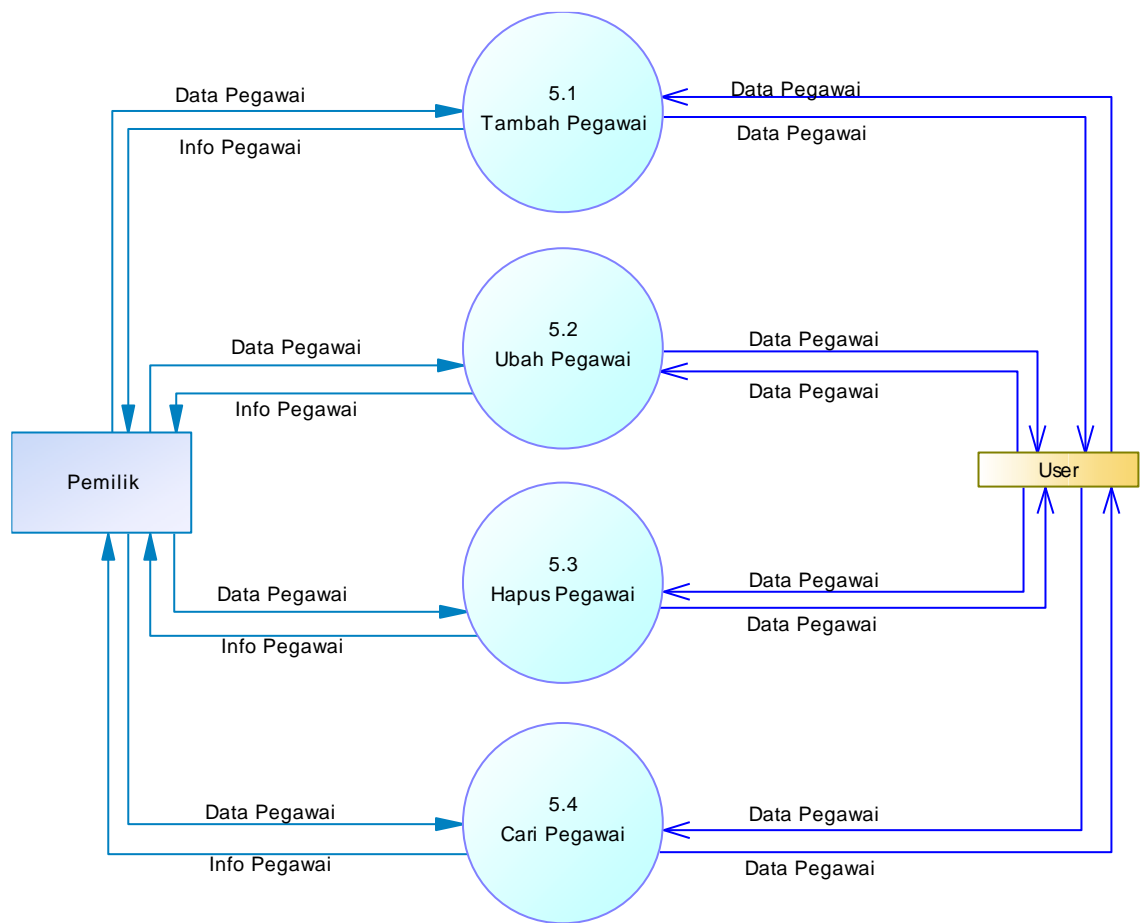 5.1
Tambah Pegawai
Data Pegawai
Info Pegawai
Data Pegawai
Data Pegawai
5.2
Ubah Pegawai
Data Pegawai
Info Pegawai
Data Pegawai
Data Pegawai
Pemilik
User
5.3
Hapus Pegawai
Data Pegawai
Info Pegawai
Data Pegawai
Data Pegawai
5.4
Cari Pegawai
Data Pegawai
Info Pegawai
Data Pegawai
Data Pegawai